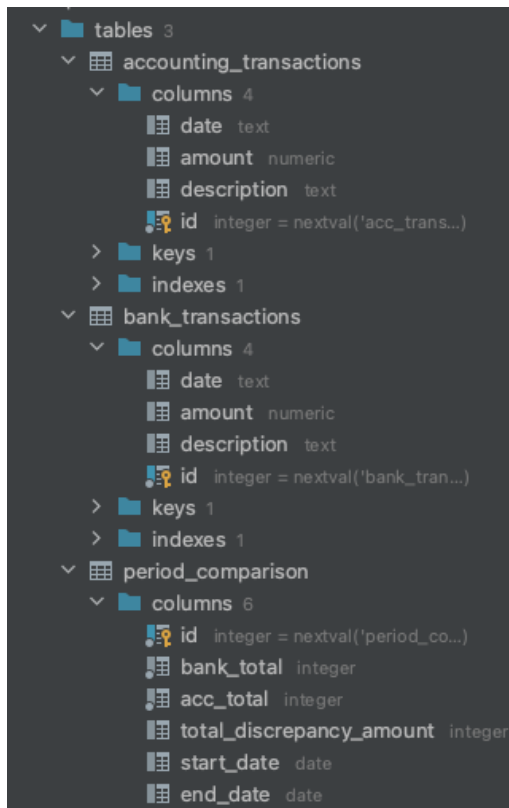 tables 3
accounting_transactions
columns 4
date text
amount numeric
description text
id integer = nextval('acc_trans...)
keys 1
indexes 1
bank_transactions
columns 4
date text
amount numeric
description text
id integer = nextval('bank_tran...)
keys 1
indexes 1
period_comparison
columns 6
id integer = nextval('period_co...)
bank_total integer
acc_total integer
total_discrepancy_amount integer
start_date date
end_date date